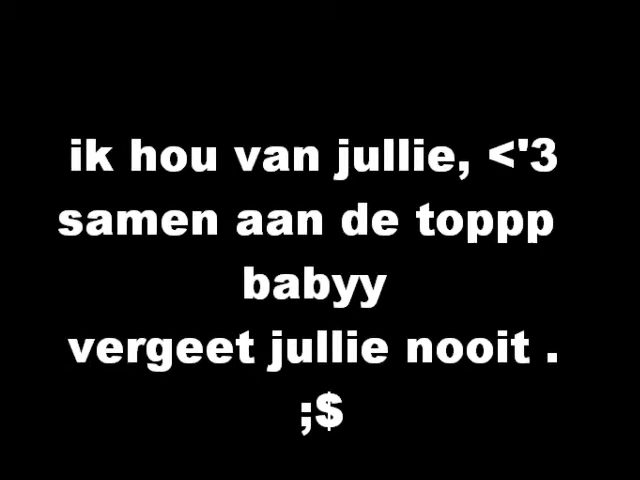 ik hou van jullie, <'3
samen aan de toppp
babyy
vergeet jullie nooit .
;$